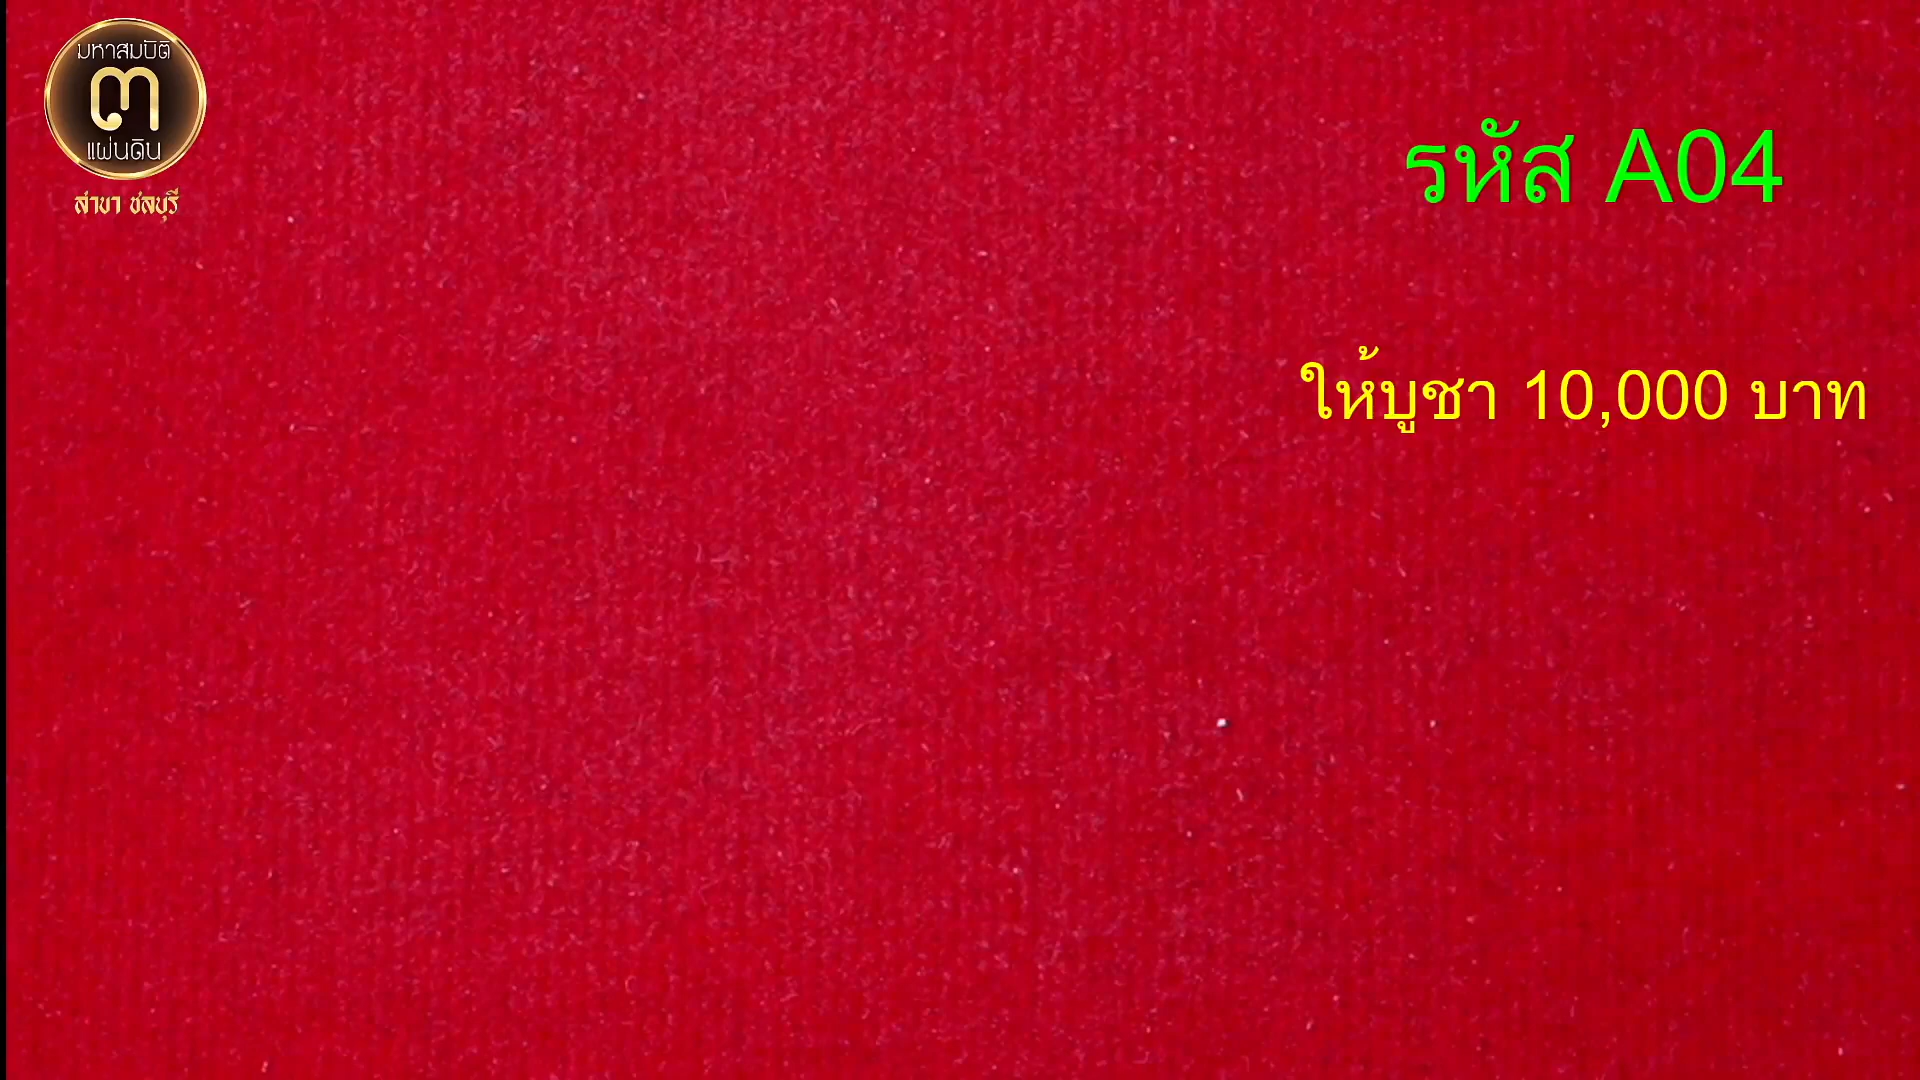 มหาสมบัติ
๓
แผ่นดิน
สาขา ชลบุรี
รหัส A04
ให้บูชา 10,000 บาท